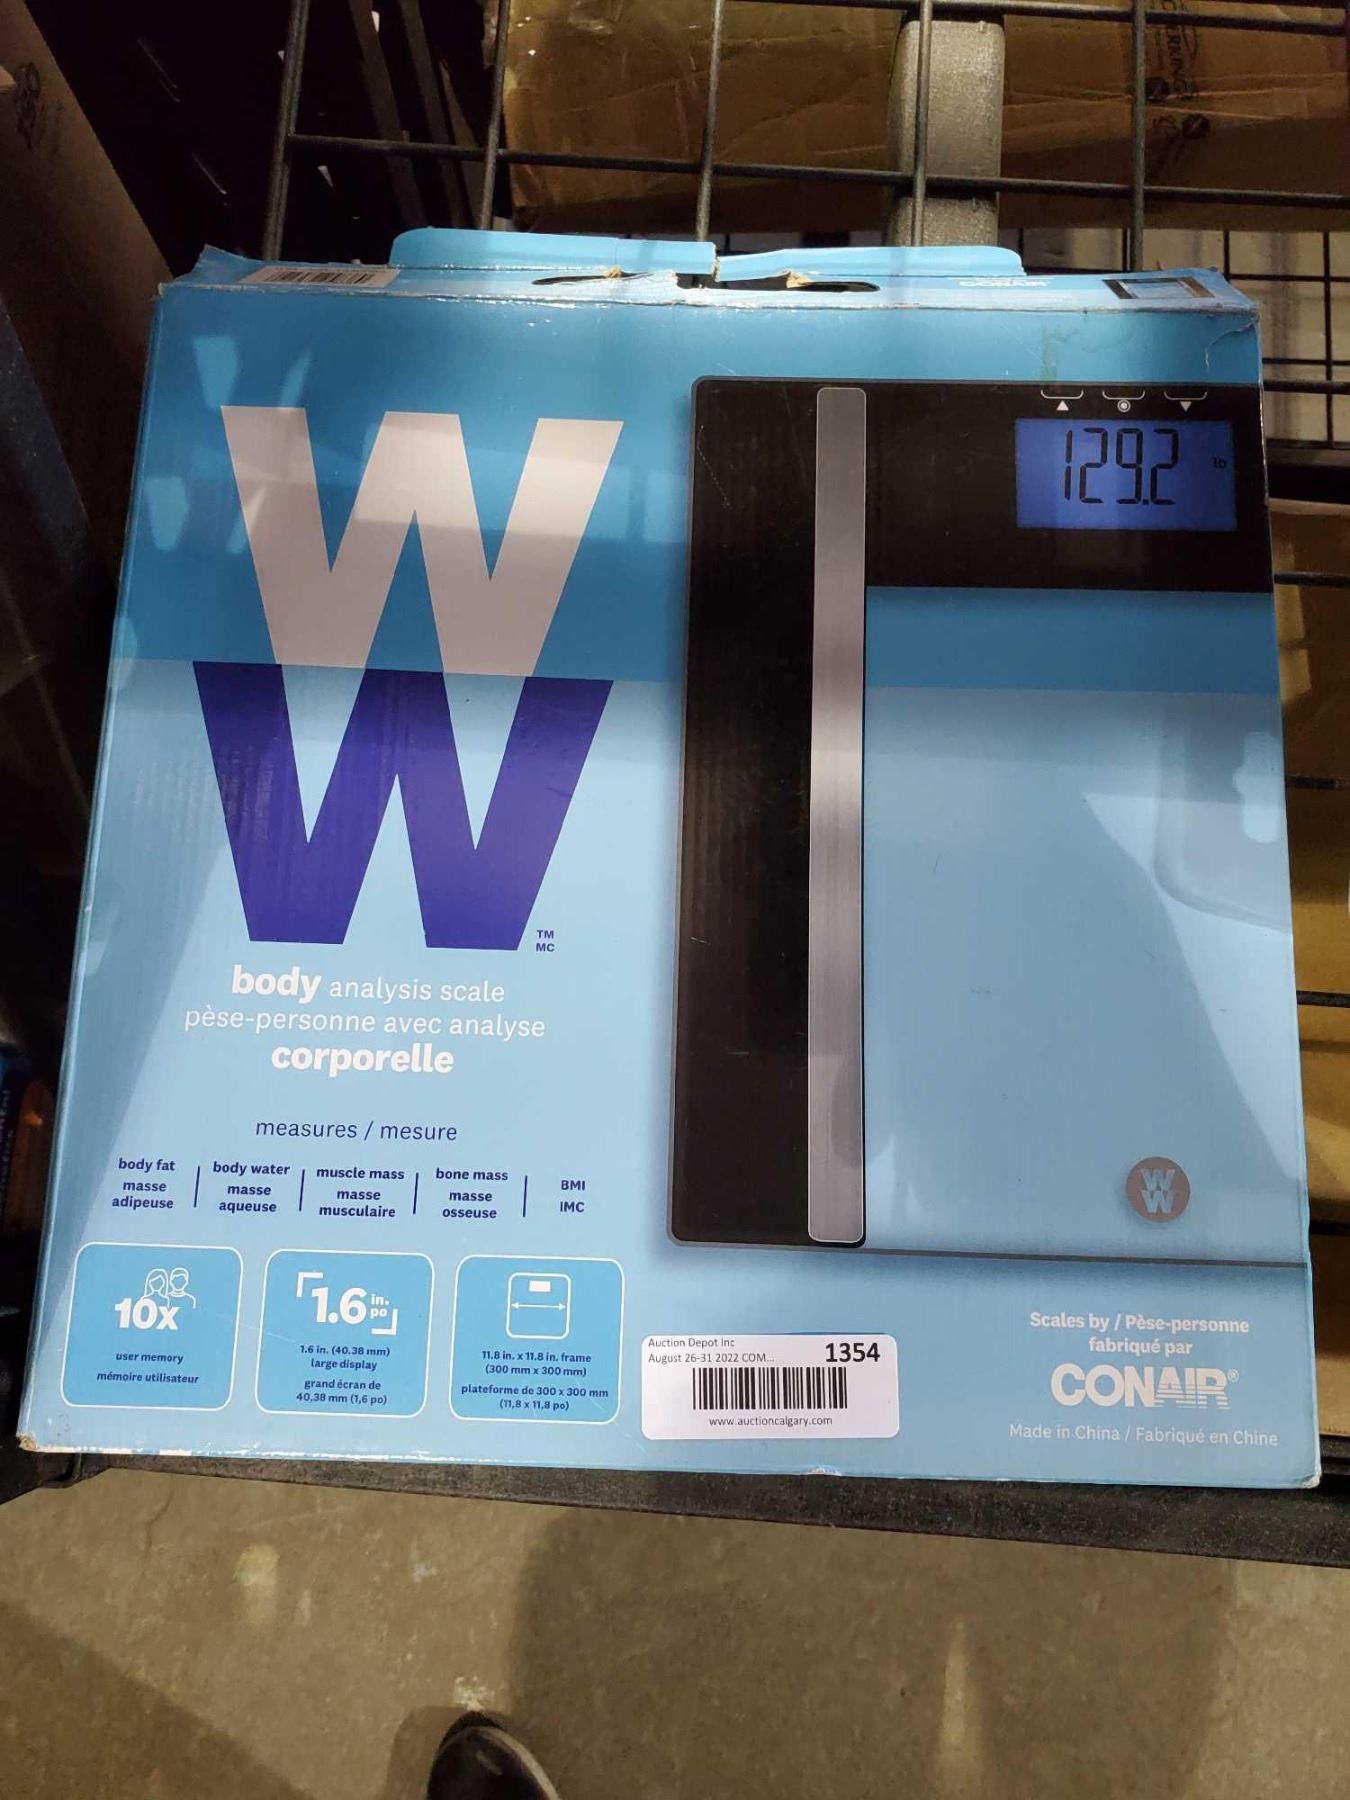 CONAIR
W
W
TM
MC
body analysis scale
pèse-personne avec analyse
corporelle
measures / mesure
body fat
masse
adipeuse
body water
masse
aqueuse
muscle mass
masse
musculaire
bone mass
masse
osseuse
BMI
IMC
10x
user memory
mémoire utilisateur
1.6 in. po
1.6 in. (40.38 mm)
large display
grand écran de
40,38 mm (1,6 po)
11.8 in. x 11.8 in. frame
(300 mm x 300 mm)
plateforme de 300 x 300 mm
(11,8 x 11,8 po)
129.2 lb
W
W
Auction Depot Inc
August 26-31 2022 COM...
1354
www.auctioncalgary.com
Scales by / Pèse-personne
fabriqué par
CONAIR®
Made in China / Fabriqué en Chine